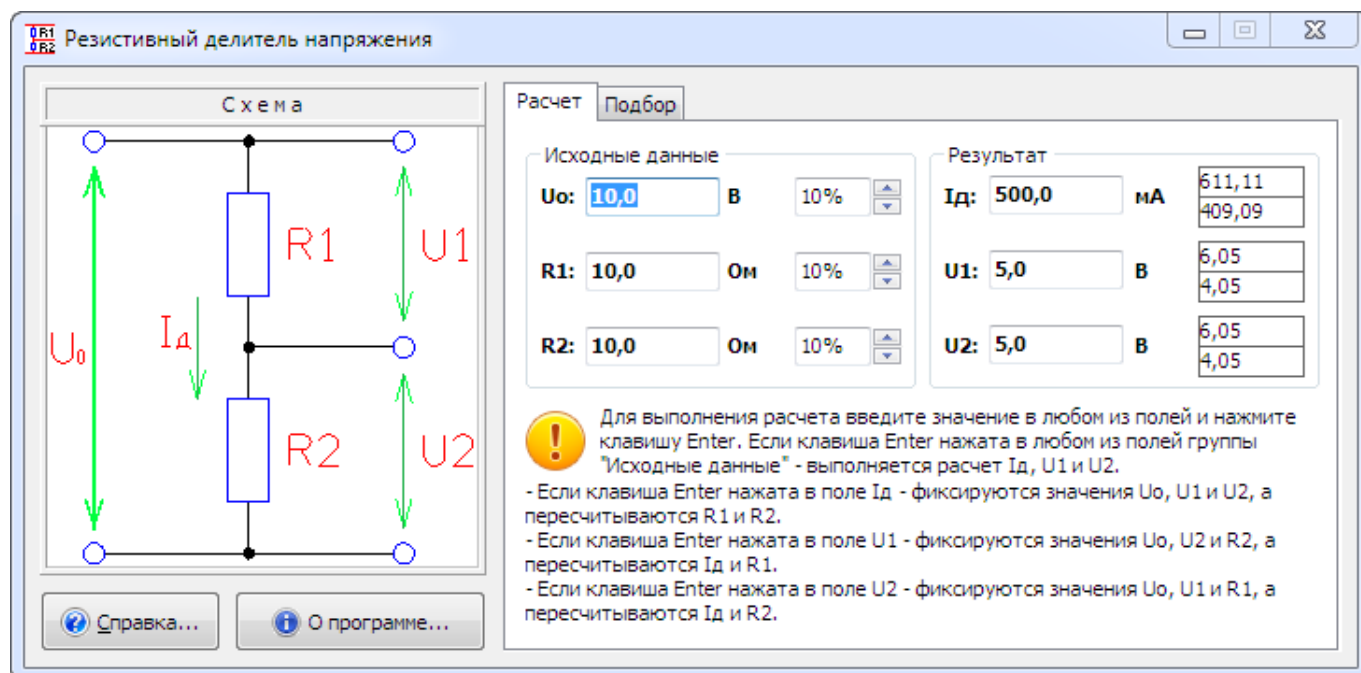 R1
R2
Резистивный делитель напряжения
Схема
R1
U1
Iд
U₀
R2
U2
Справка...
О программе...
Расчет
Подбор
Исходные данные
Uo: 10,0 В 10%
R1: 10,0 Ом 10%
R2: 10,0 Ом 10%
Результат
Iд: 500,0 мА
611,11
409,09
U1: 5,0 В
6,05
4,05
U2: 5,0 В
6,05
4,05
Для выполнения расчета введите значение в любом из полей и нажмите
клавишу Enter. Если клавиша Enter нажата в любом из полей группы
"Исходные данные" - выполняется расчет Iд, U1 и U2.
- Если клавиша Enter нажата в поле Iд - фиксируются значения Uo, U1 и U2, а
пересчитываются R1 и R2.
- Если клавиша Enter нажата в поле U1 - фиксируются значения Uo, U2 и R2, а
пересчитываются Iд и R1.
- Если клавиша Enter нажата в поле U2 - фиксируются значения Uo, U1 и R1, а
пересчитываются Iд и R2.